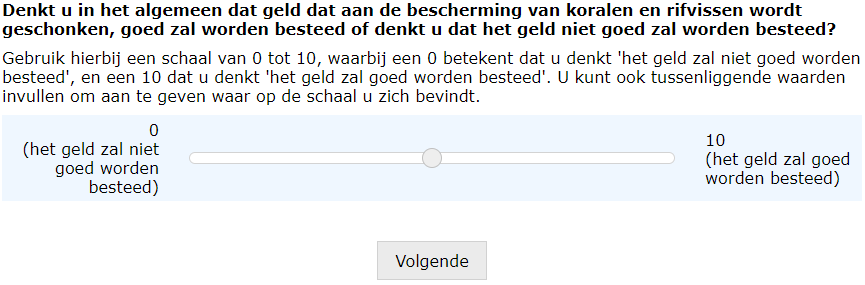 Denkt u in het algemeen dat geld dat aan de bescherming van koralen en rifvissen wordt
geschonken, goed zal worden besteed of denkt u dat het geld niet goed zal worden besteed?
Gebruik hierbij een schaal van 0 tot 10, waarbij een 0 betekent dat u denkt 'het geld zal niet goed worden
besteed', en een 10 dat u denkt 'het geld zal goed worden besteed'. U kunt ook tussenliggende waarden
invullen om aan te geven waar op de schaal u zich bevindt.
0
(het geld zal niet
goed worden
besteed)
10
(het geld zal goed
worden besteed)
Volgende